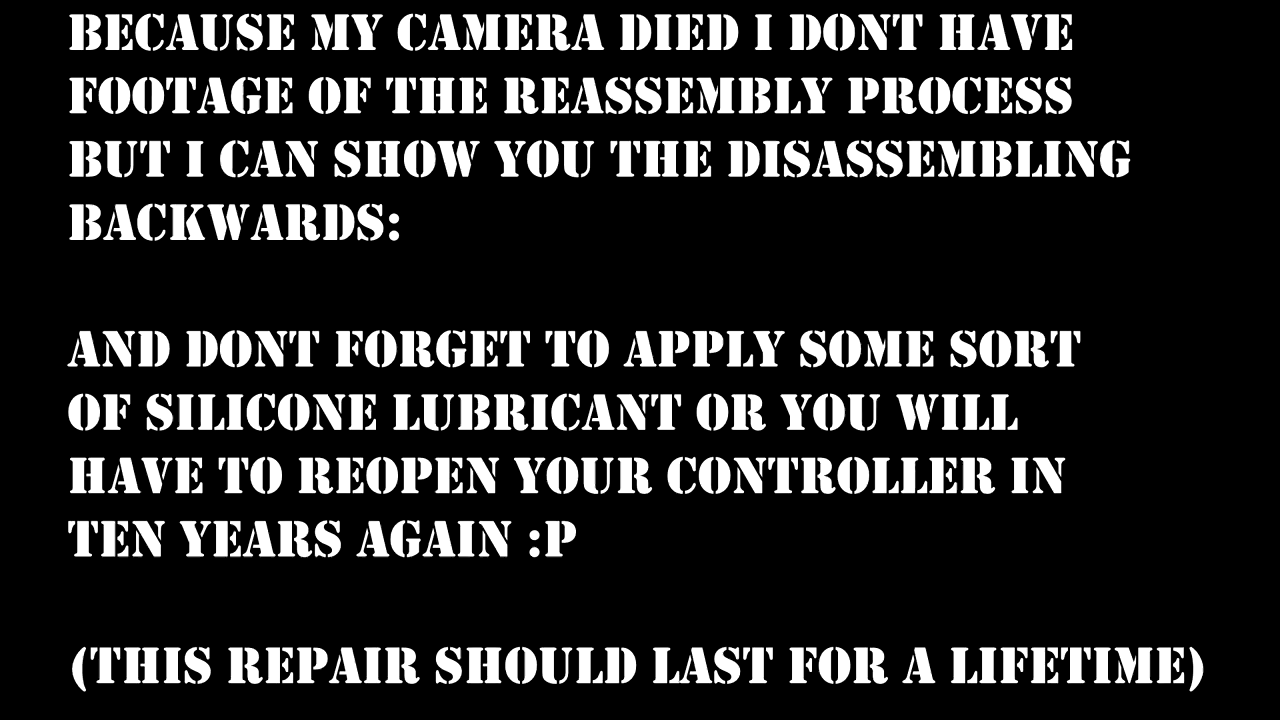 BECAUSE MY CAMERA DIED I DONT HAVE
FOOTAGE OF THE REASSEMBLY PROCESS
BUT I CAN SHOW YOU THE DISASSEMBLING
BACKWARDS:
AND DONT FORGET TO APPLY SOME SORT
OF SILICONE LUBRICANT OR YOU WILL
HAVE TO REOPEN YOUR CONTROLLER IN
TEN YEARS AGAIN :P
(THIS REPAIR SHOULD LAST FOR A LIFETIME)